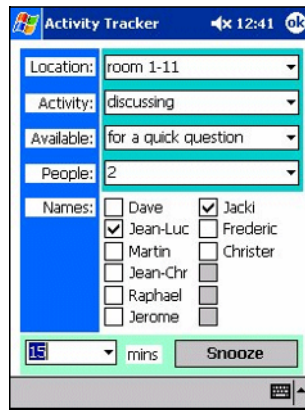 Activity Tracker 12:41 ok
Location: room 1-11
Activity: discussing
Available: for a quick question
People: 2
Names: Dave Jacki
Jean-Luc Frederic
Martin Christer
Jean-Chr
Raphael
Jerome
15 mins Snooze